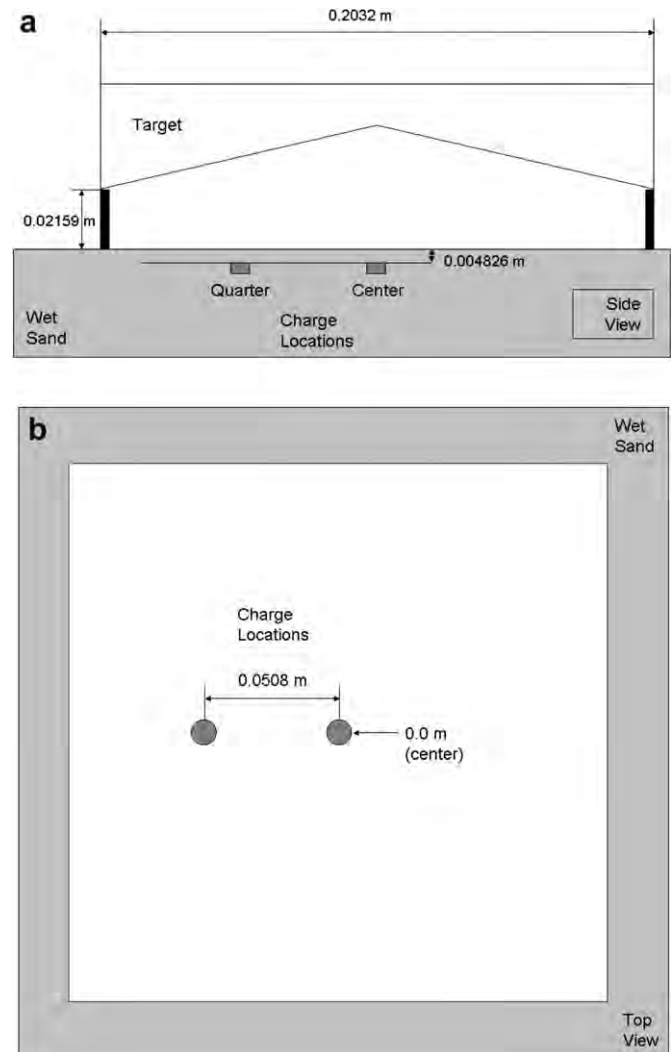 a
0.2032 m
Target
0.02159 m
0.004826 m
Quarter
Center
Wet
Sand
Charge
Locations
Side
View
b
Wet
Sand
Charge
Locations
0.0508 m
0.0 m
(center)
Top
View